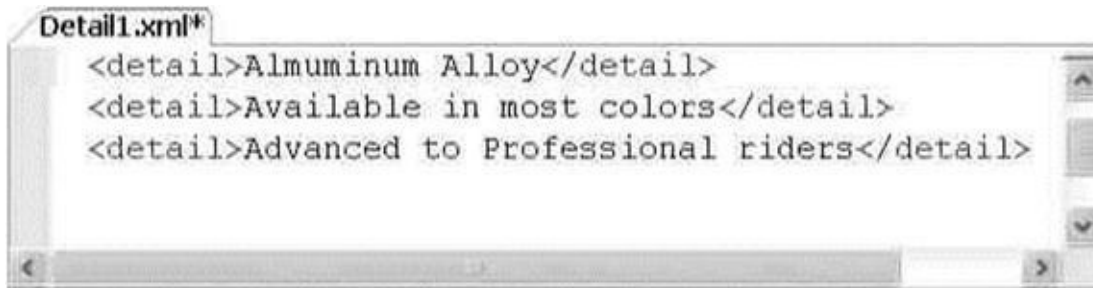 Detail1.xml*
<detail>Almuminum Alloy</detail>
<detail>Available in most colors</detail>
<detail>Advanced to Professional riders</detail>